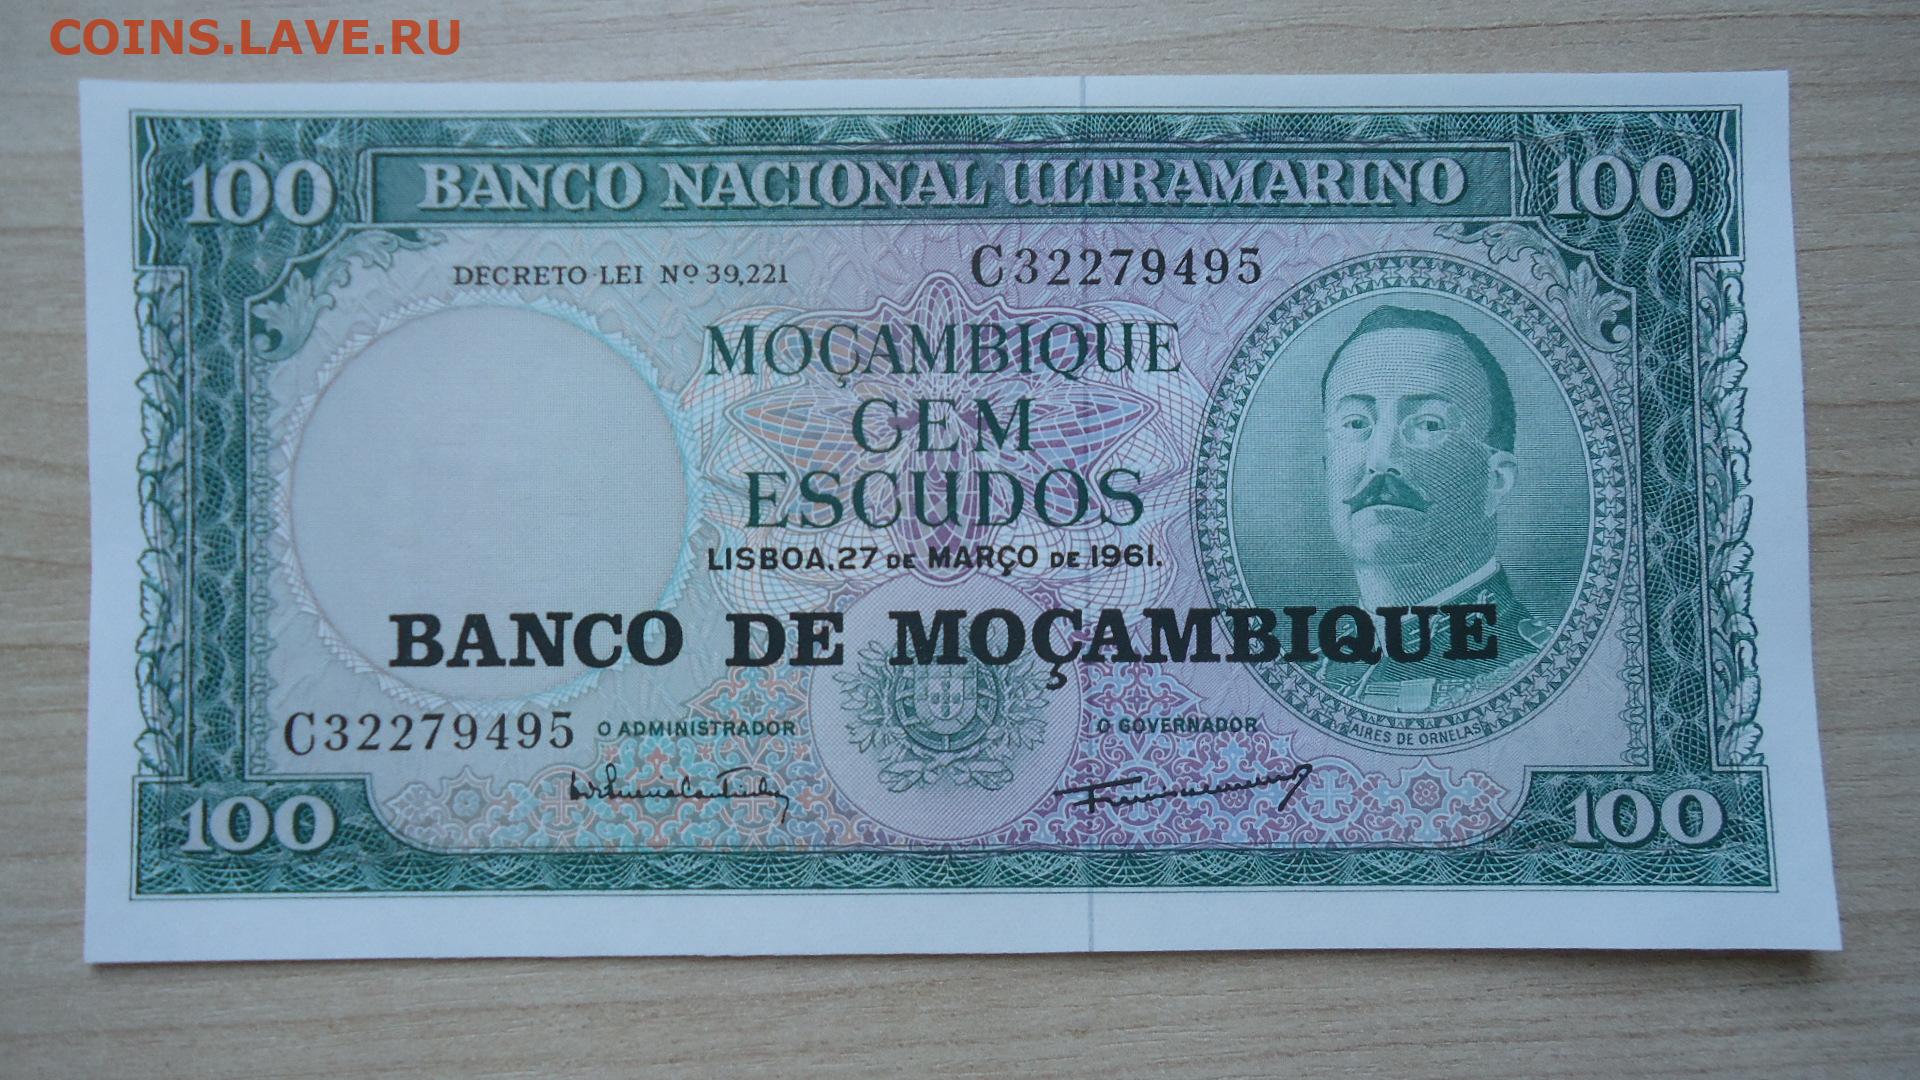 COINS.LAVE.RU
100 BANCO NACIONAL ULTRAMARINO 100
DECRETO-LEI Nº 39,221 C32279495
MOÇAMBIQUE
CEM
ESCUDOS
LISBOA, 27 DE MARÇO DE 1961.
BANCO DE MOÇAMBIQUE
C32279495 O ADMINISTRADOR O GOVERNADOR AIRES DE ORNELAS
100 100